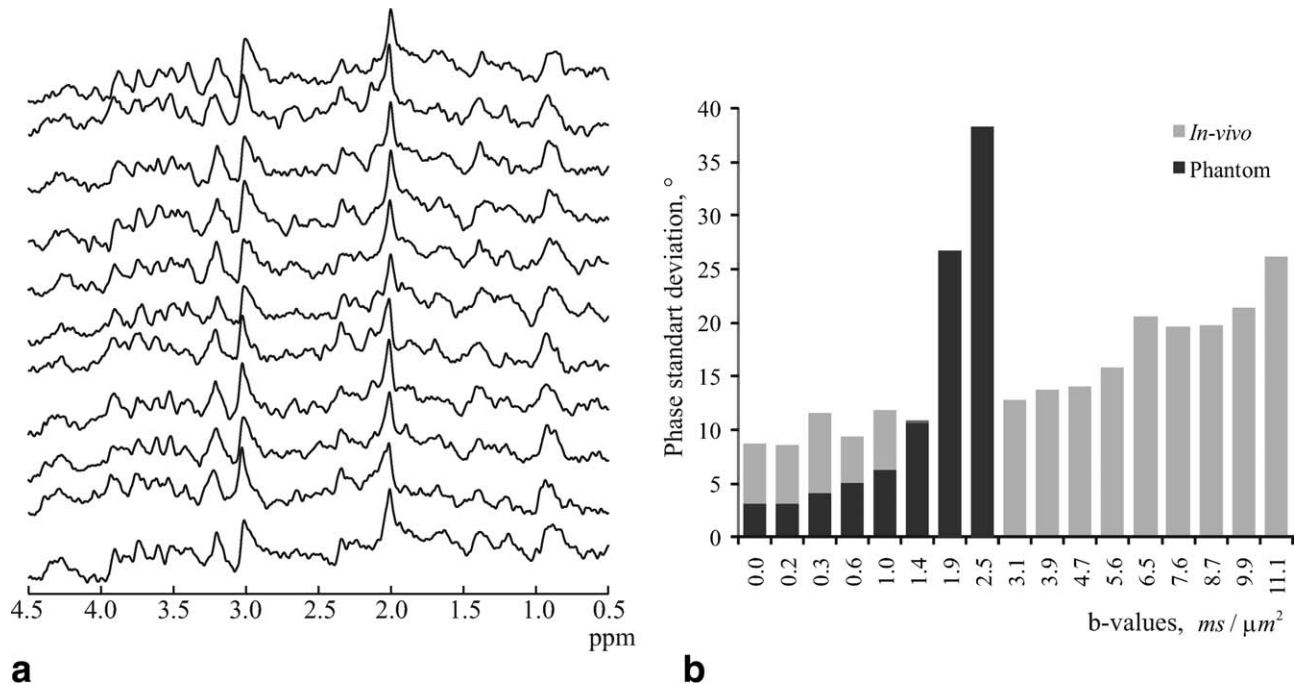 4.5 4.0 3.5 3.0 2.5 2.0 1.5 1.0 0.5
ppm
a
40
35
30
25
20
15
10
5
0
Phase standart deviation, °
In-vivo
Phantom
0.0 0.2 0.3 0.6 1.0 1.4 1.9 2.5 3.1 3.9 4.7 5.6 6.5 7.6 8.7 9.9 11.1
b-values, ms / μm²
b